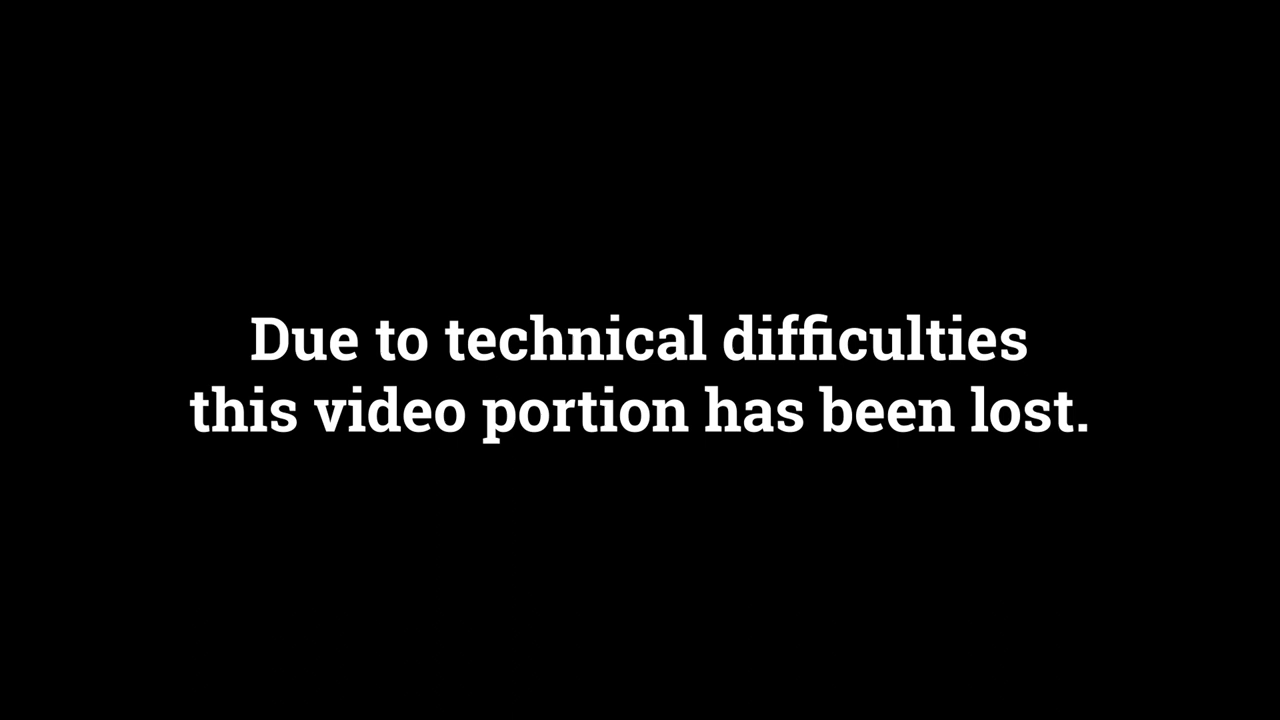 Due to technical difficulties
this video portion has been lost.